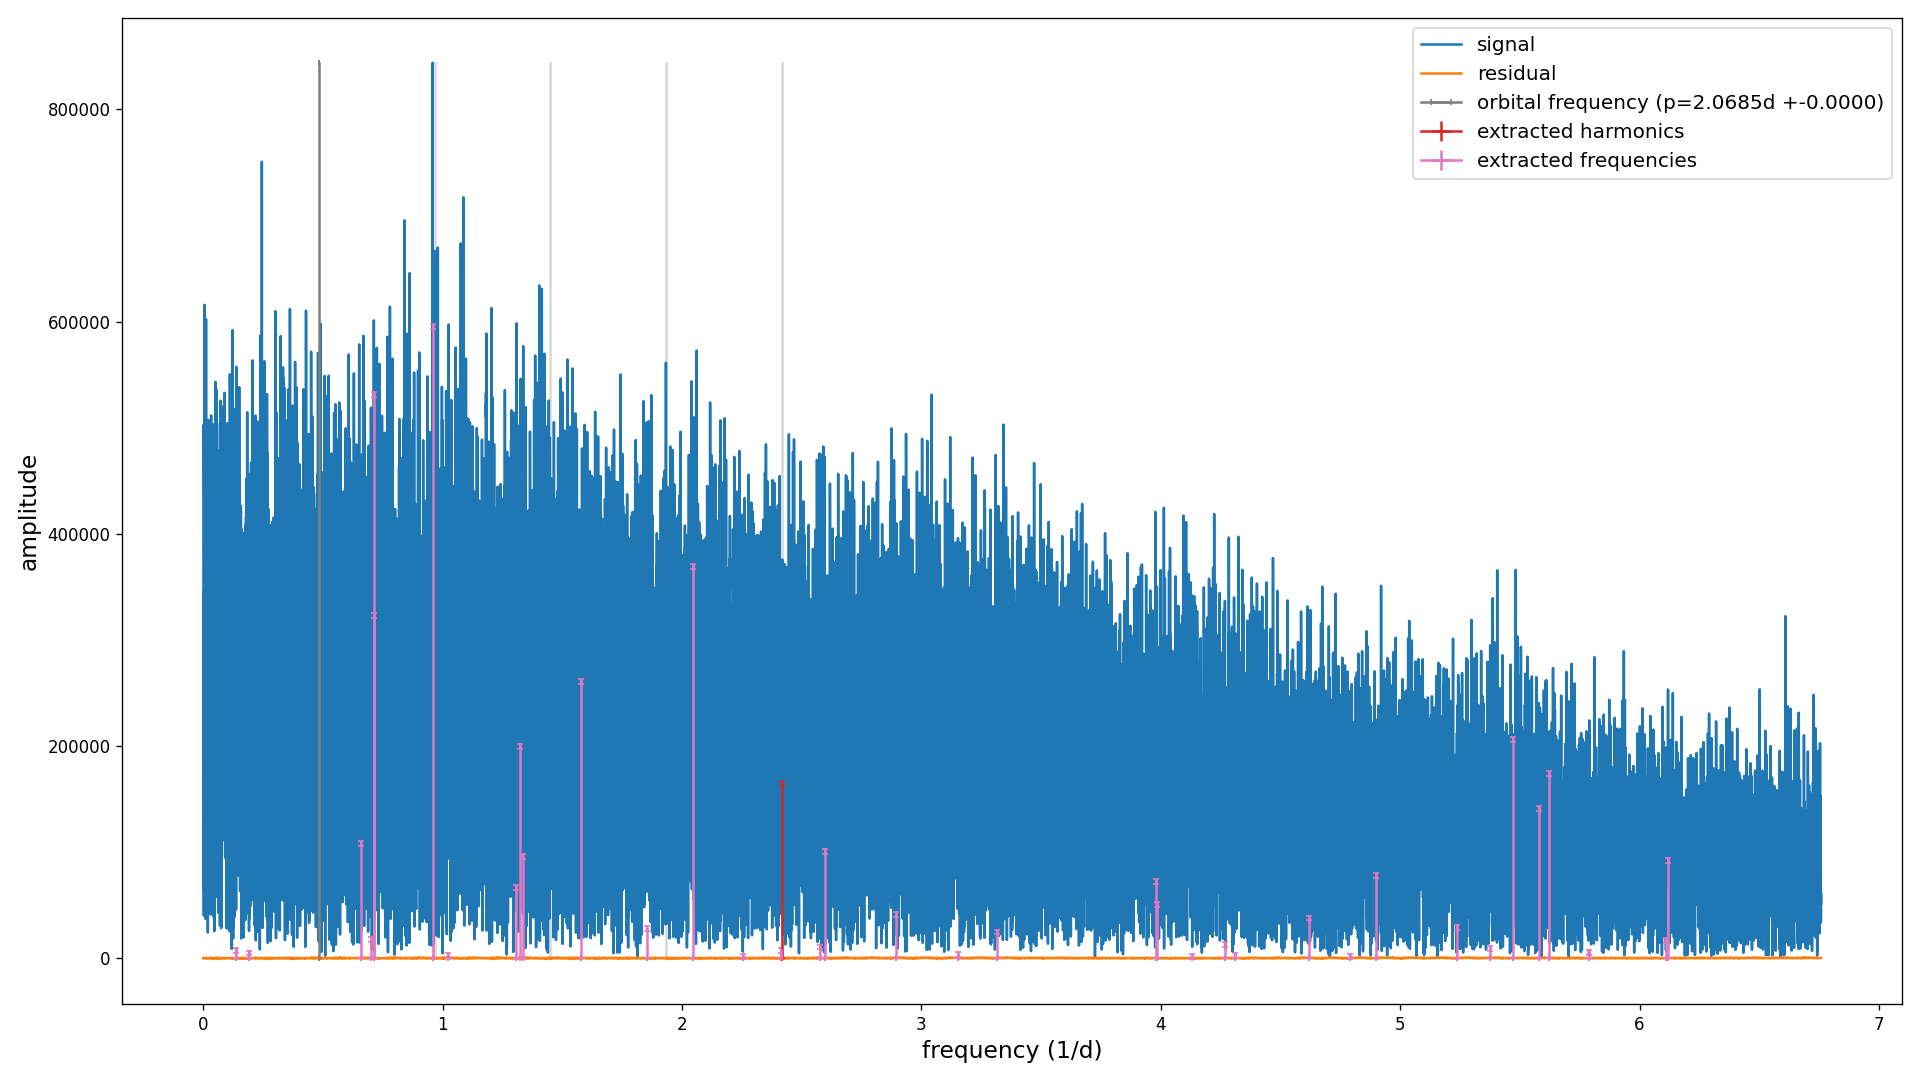 signal
residual
orbital frequency (p=2.0685d +-0.0000)
extracted harmonics
extracted frequencies
800000
600000
400000
200000
0
amplitude
0 1 2 3 4 5 6 7
frequency (1/d)